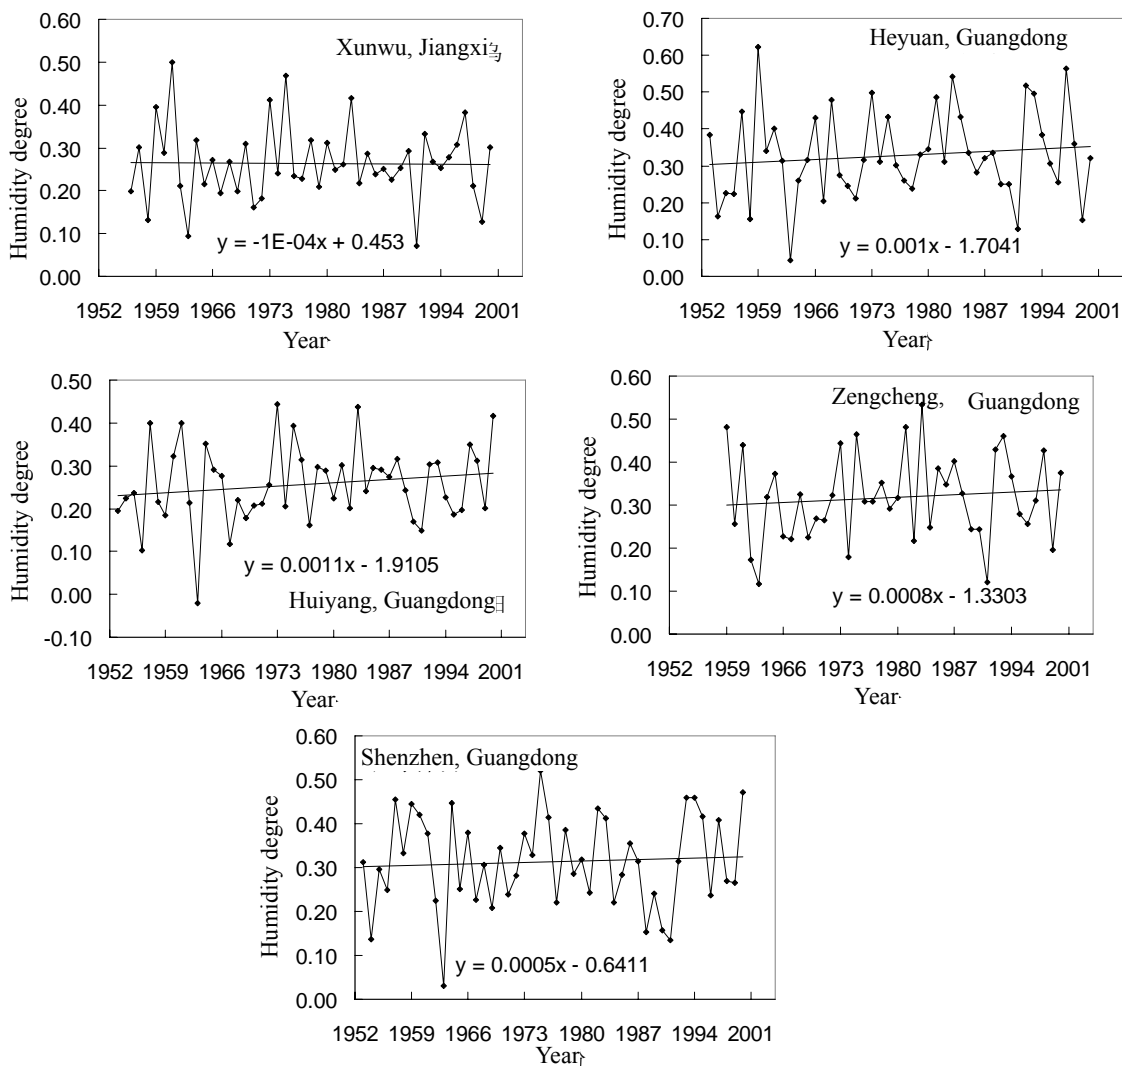 0.60
Xunwu, Jiangxi
0.50
0.40
0.30
0.20
0.10
0.00
Humidity degree
y = -1E-04x + 0.453
1952 1959 1966 1973 1980 1987 1994 2001
Year
0.70
Heyuan, Guangdong
0.60
0.50
0.40
0.30
0.20
0.10
0.00
Humidity degree
y = 0.001x - 1.7041
1952 1959 1966 1973 1980 1987 1994 2001
Year
0.50
0.40
0.30
0.20
0.10
0.00
-0.10
Humidity degree
y = 0.0011x - 1.9105
Huiyang, Guangdong
1952 1959 1966 1973 1980 1987 1994 2001
Year
0.60
Zengcheng, Guangdong
0.50
0.40
0.30
0.20
0.10
0.00
Humidity degree
y = 0.0008x - 1.3303
1952 1959 1966 1973 1980 1987 1994 2001
Year
0.60
Shenzhen, Guangdong
0.50
0.40
0.30
0.20
0.10
0.00
Humidity degree
y = 0.0005x - 0.6411
1952 1959 1966 1973 1980 1987 1994 2001
Year